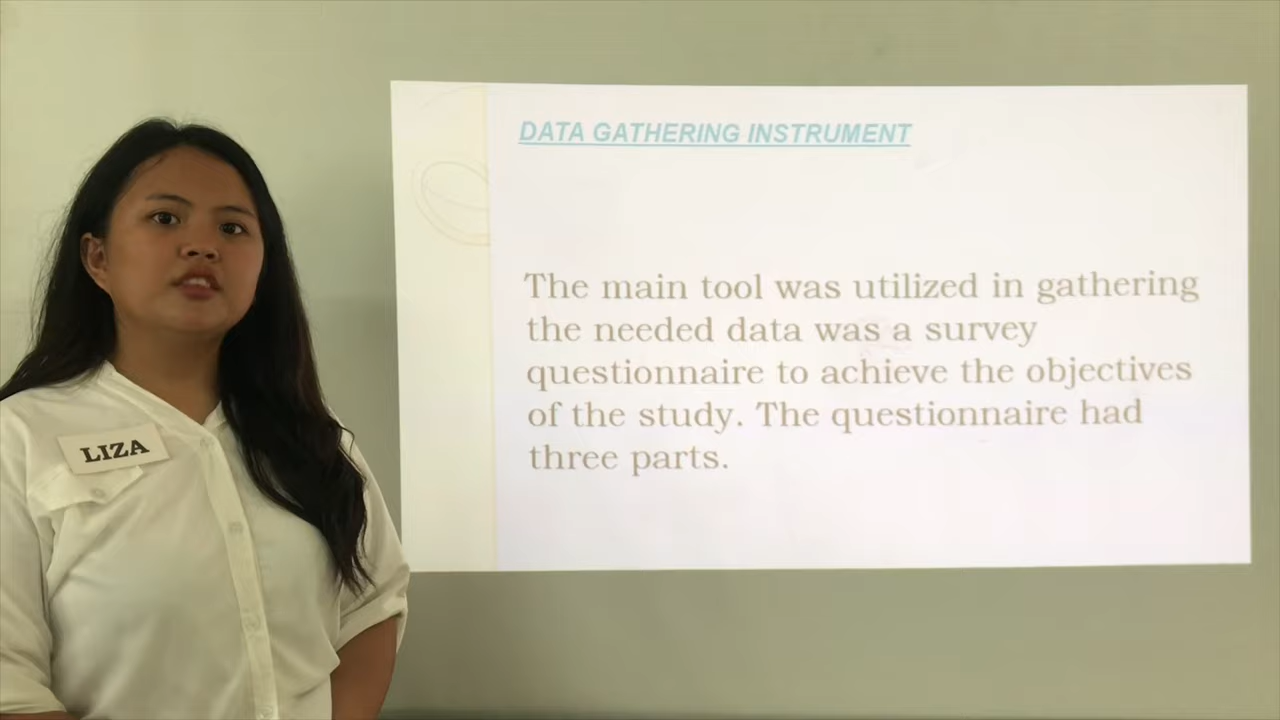 DATA GATHERING INSTRUMENT
The main tool was utilized in gathering
the needed data was a survey
questionnaire to achieve the objectives
of the study. The questionnaire had
three parts.
LIZA